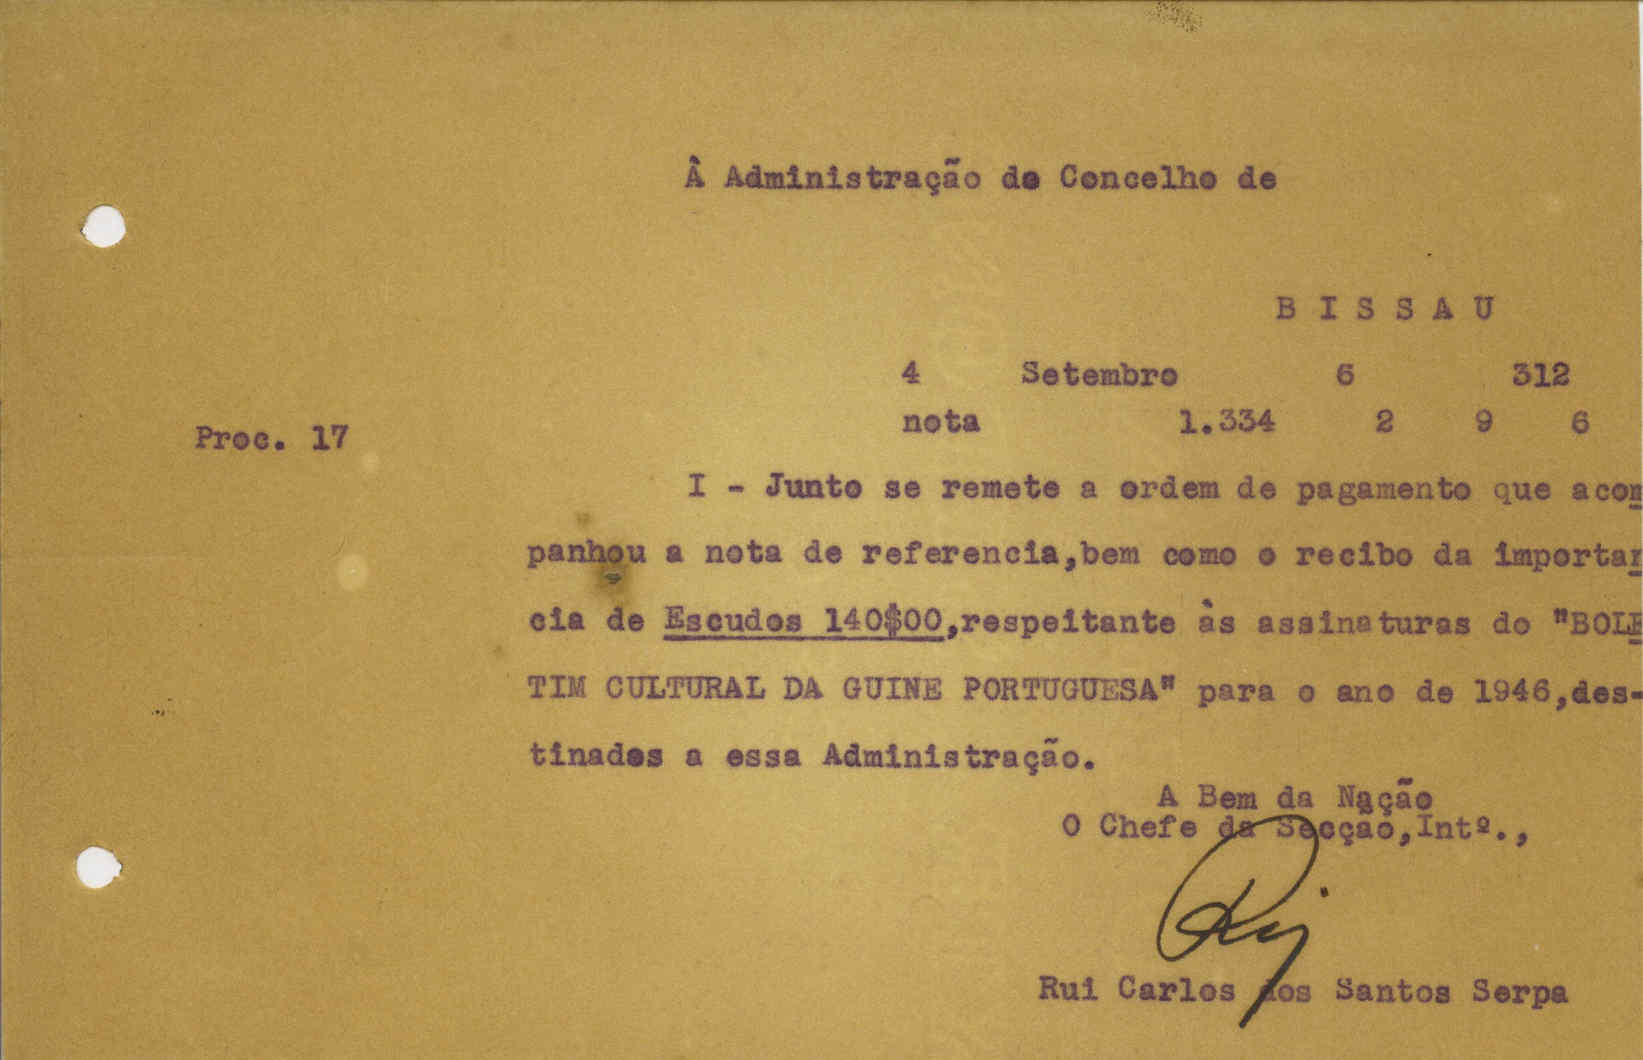 À Administração do Concelho de
B I S S A U
4 Setembro 6 312
nota 1.334 2 9 6
Proc. 17
I - Junto se remete a ordem de pagamento que acom
panhou a nota de referencia,bem como o recibo da importan
cia de Escudos 140$00,respeitante às assinaturas do "BOLE
TIM CULTURAL DA GUINE PORTUGUESA" para o ano de 1946,des-
tinados a essa Administração.
A Bem da Nação
O Chefe da Secção,Intº.,
Rui
Rui Carlos dos Santos Serpa